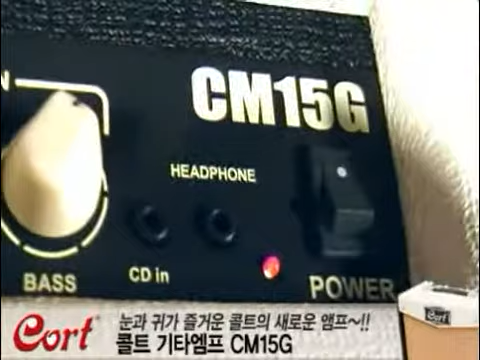 CM15G
HEADPHONE
BASS
CD in
POWER
Cort
눈과 귀가 즐거운 콜트의 새로운 앰프~!!
콜트 기타엠프 CM15G
Cort